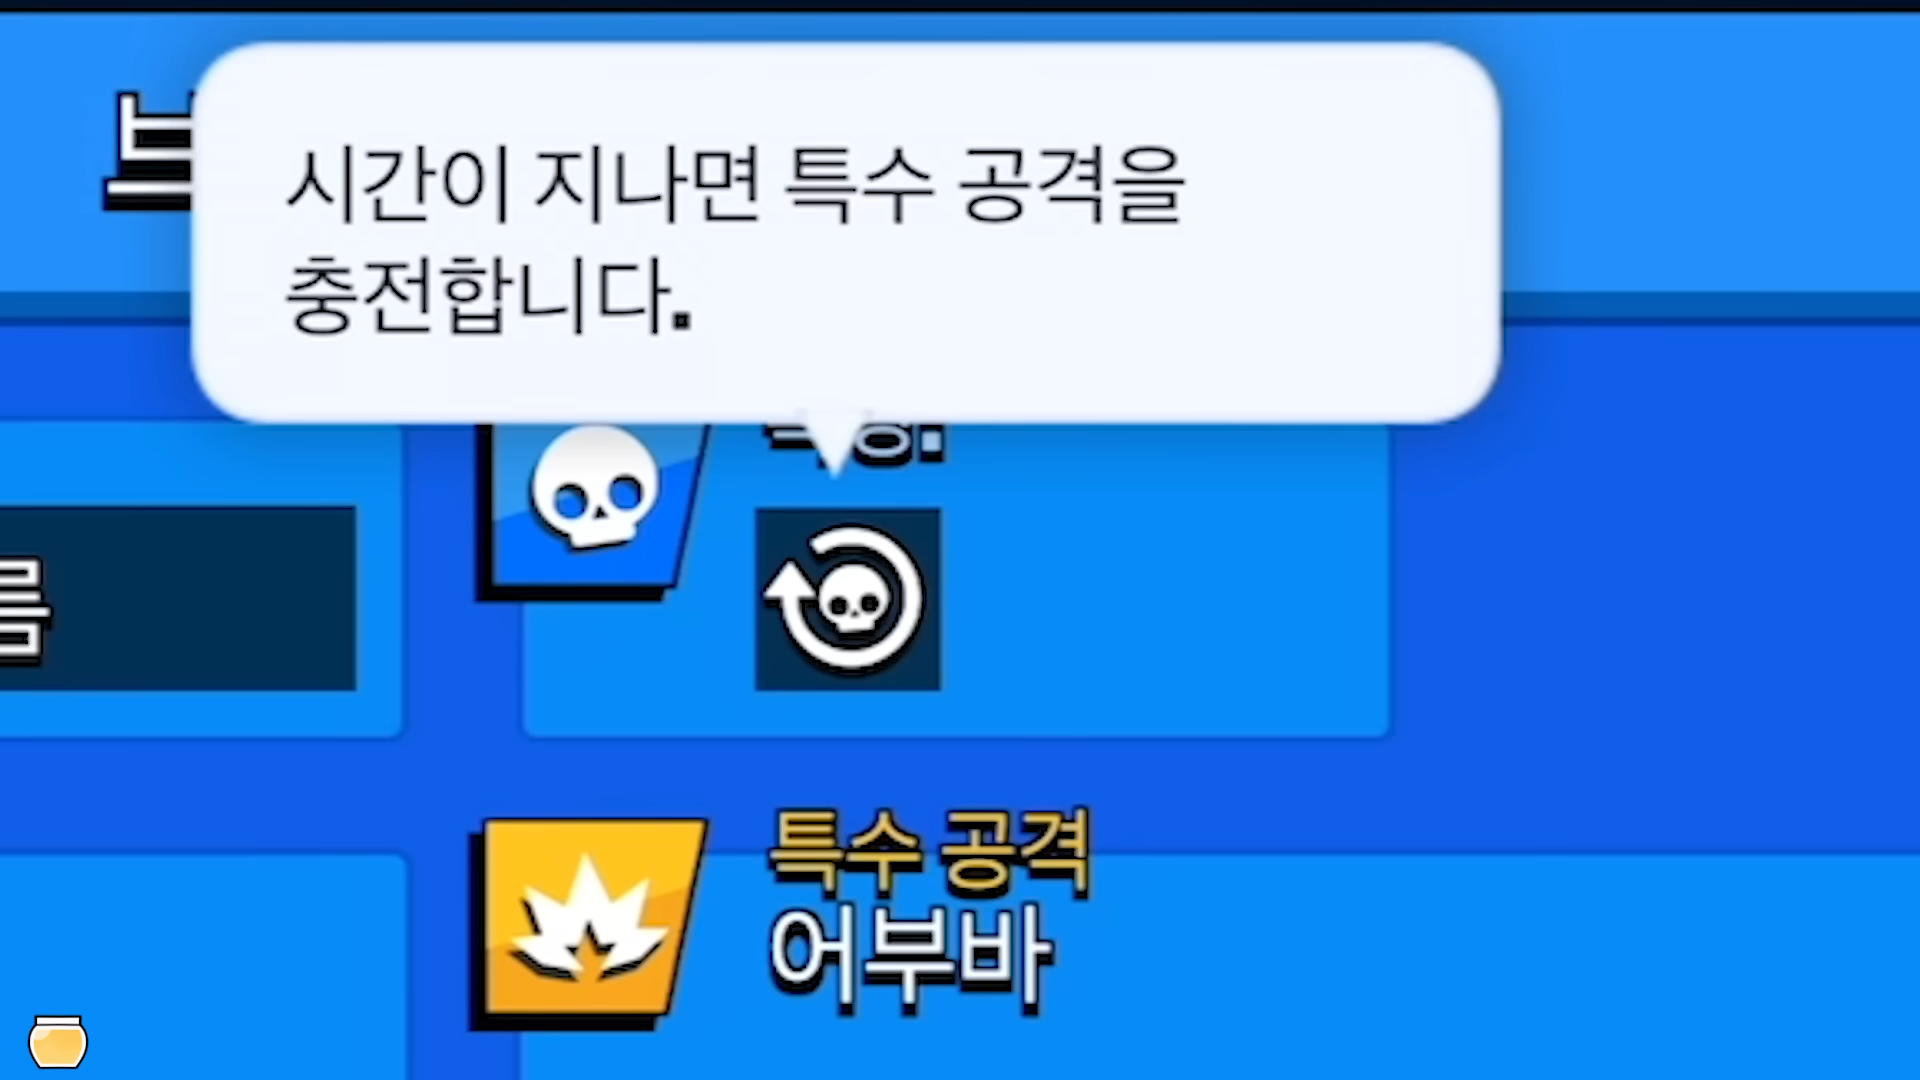 시간이 지나면 특수 공격을
충전합니다.
특수 공격
어부바